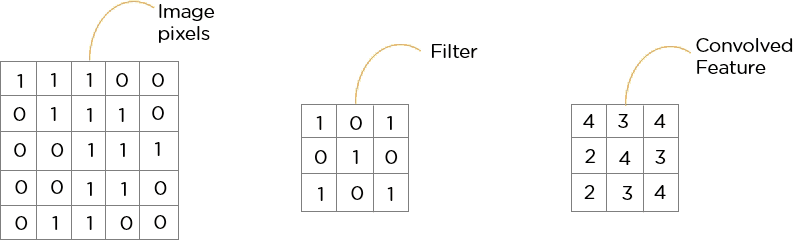 Image
pixels
Filter
Convolved
Feature
1 1 1 0 0
0 1 1 1 0
0 0 1 1 1
0 0 1 1 0
0 1 1 0 0
1 0 1
0 1 0
1 0 1
4 3 4
2 4 3
2 3 4